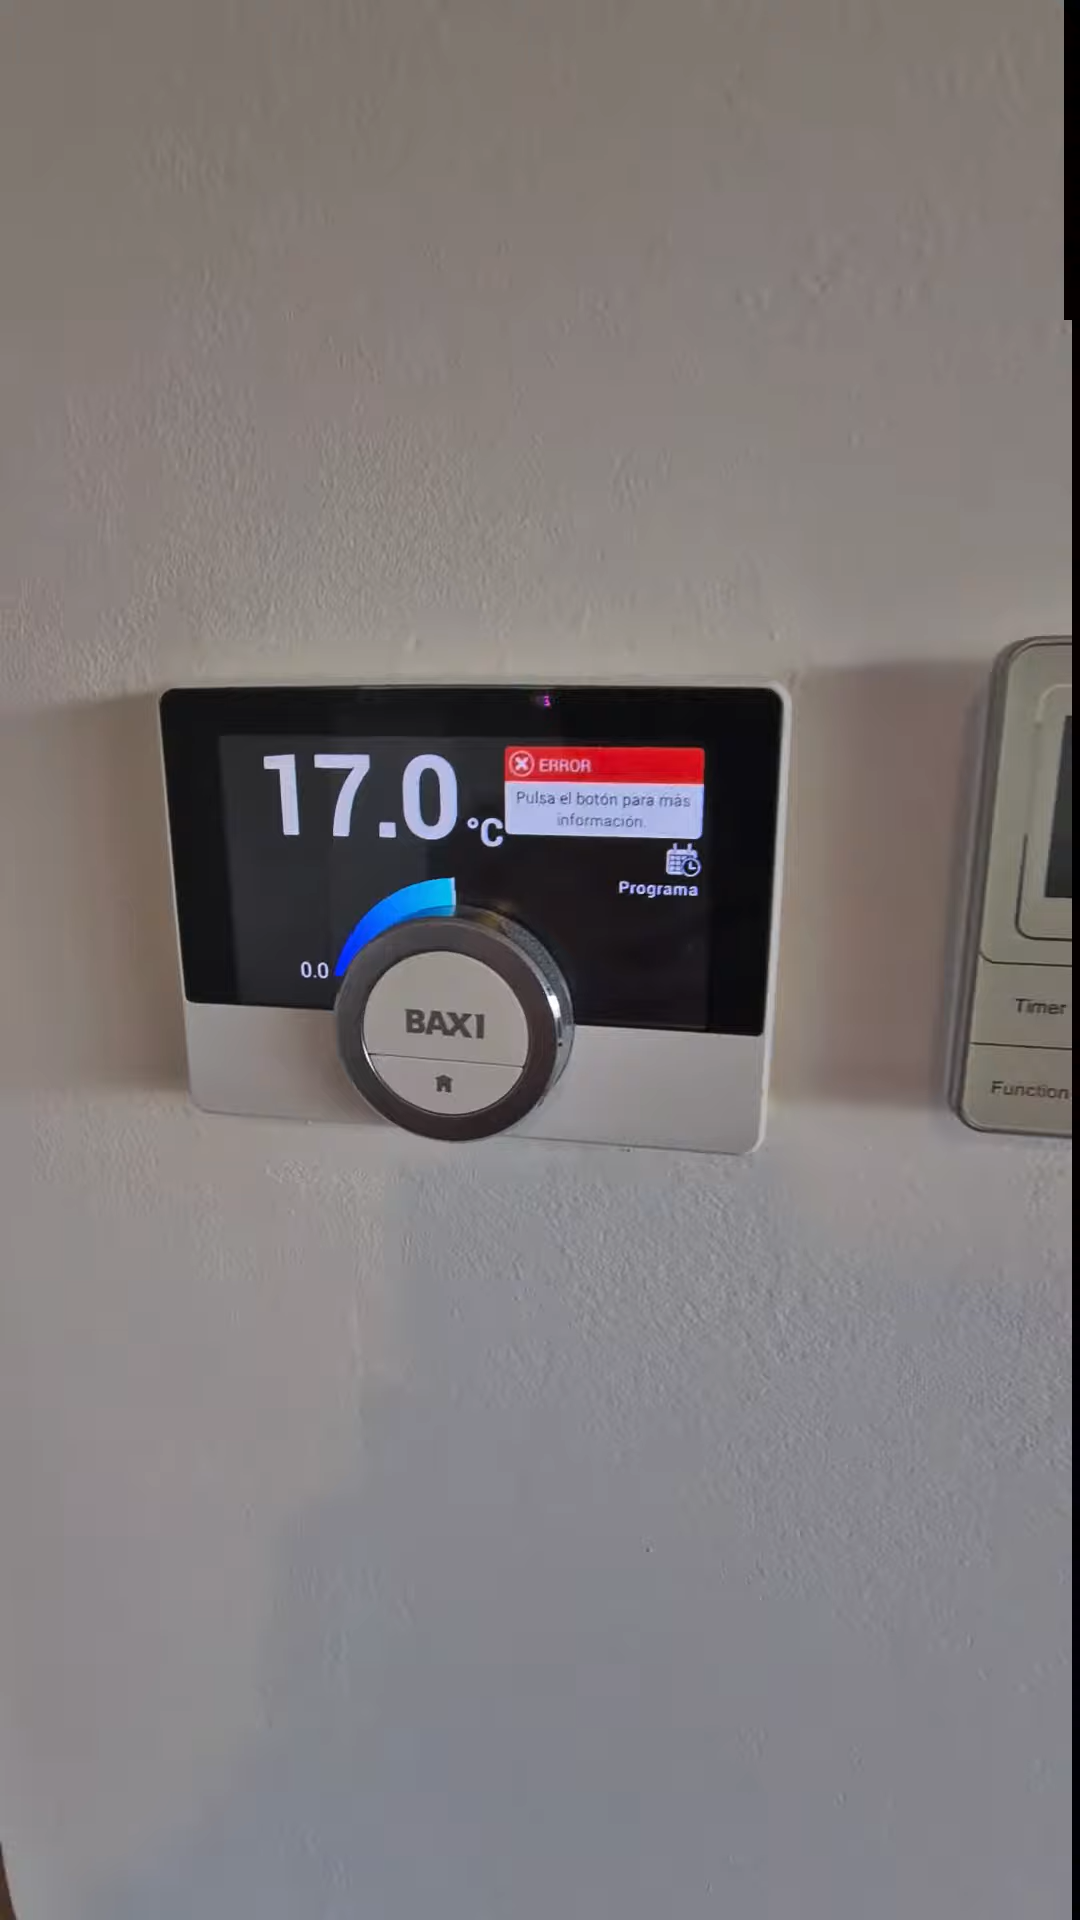 17.0 °C
ERROR
Pulsa el botón para más
información.
Programa
0.0
BAXI
Timer
Function